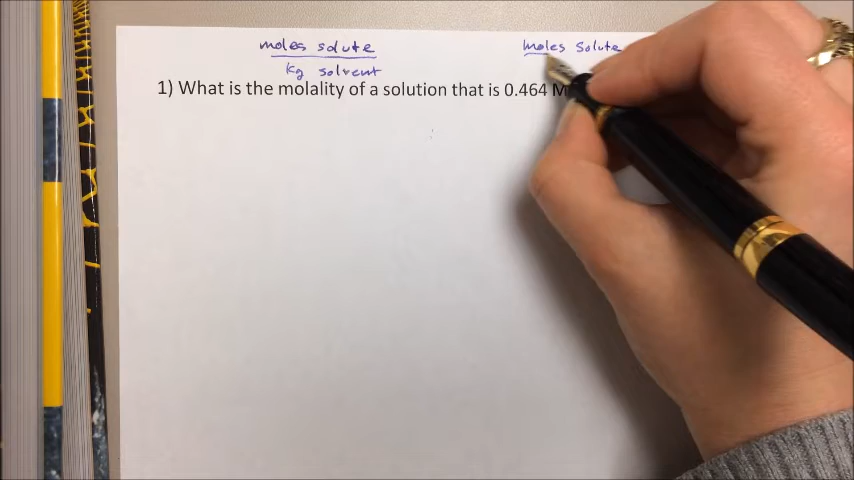 moles solute moles solute
kg solvent
1) What is the molality of a solution that is 0.464 M